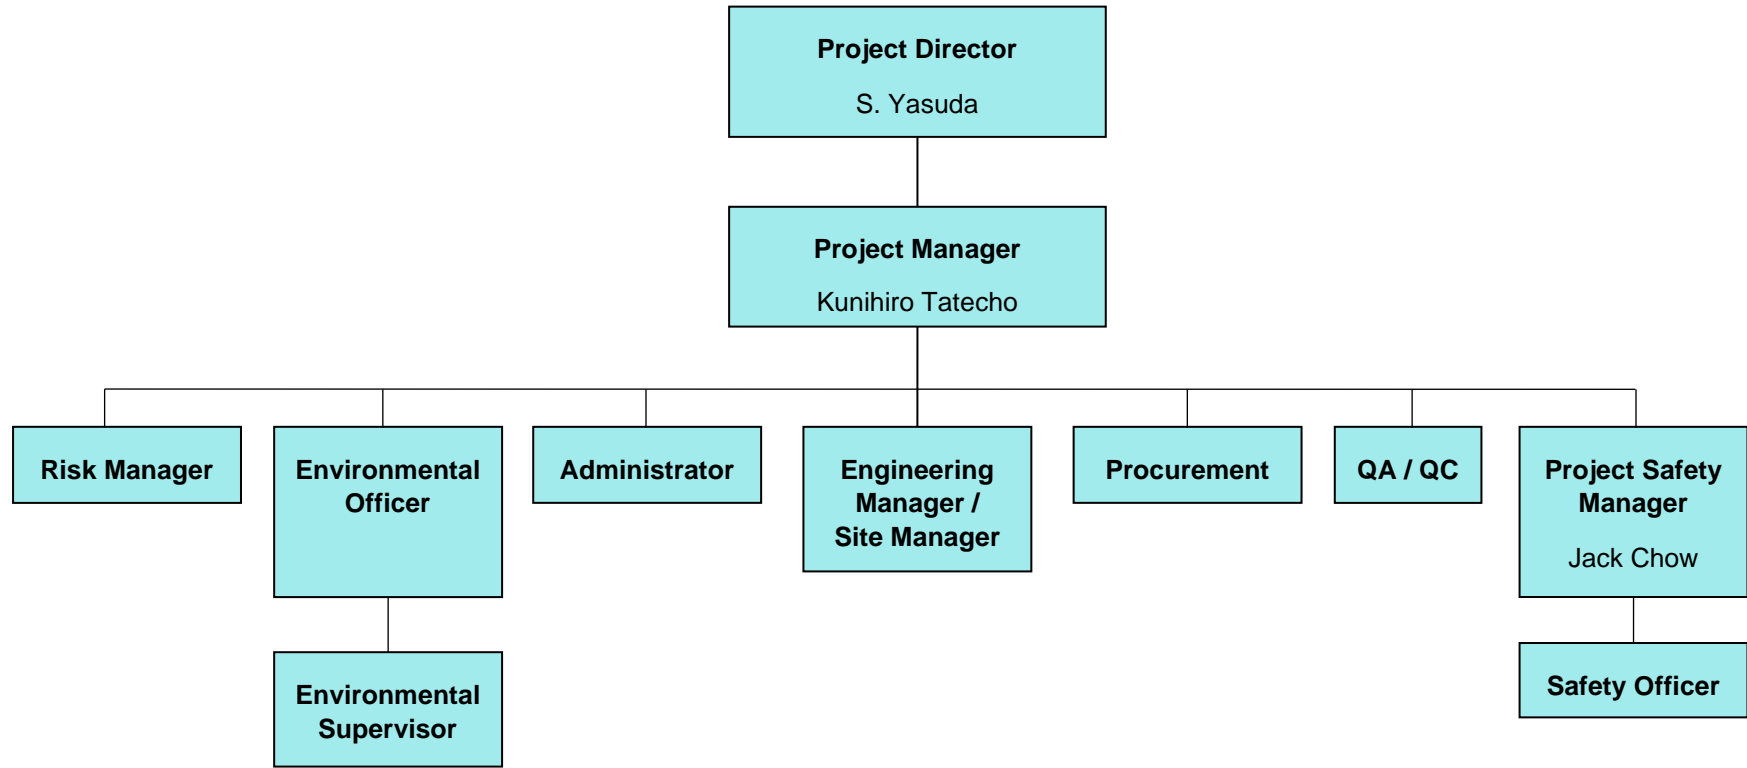 Project Director
S. Yasuda
Project Manager
Kunihiro Tatecho
Risk Manager
Environmental
Officer
Administrator
Engineering
Manager /
Site Manager
Procurement
QA / QC
Project Safety
Manager
Jack Chow
Environmental
Supervisor
Safety Officer